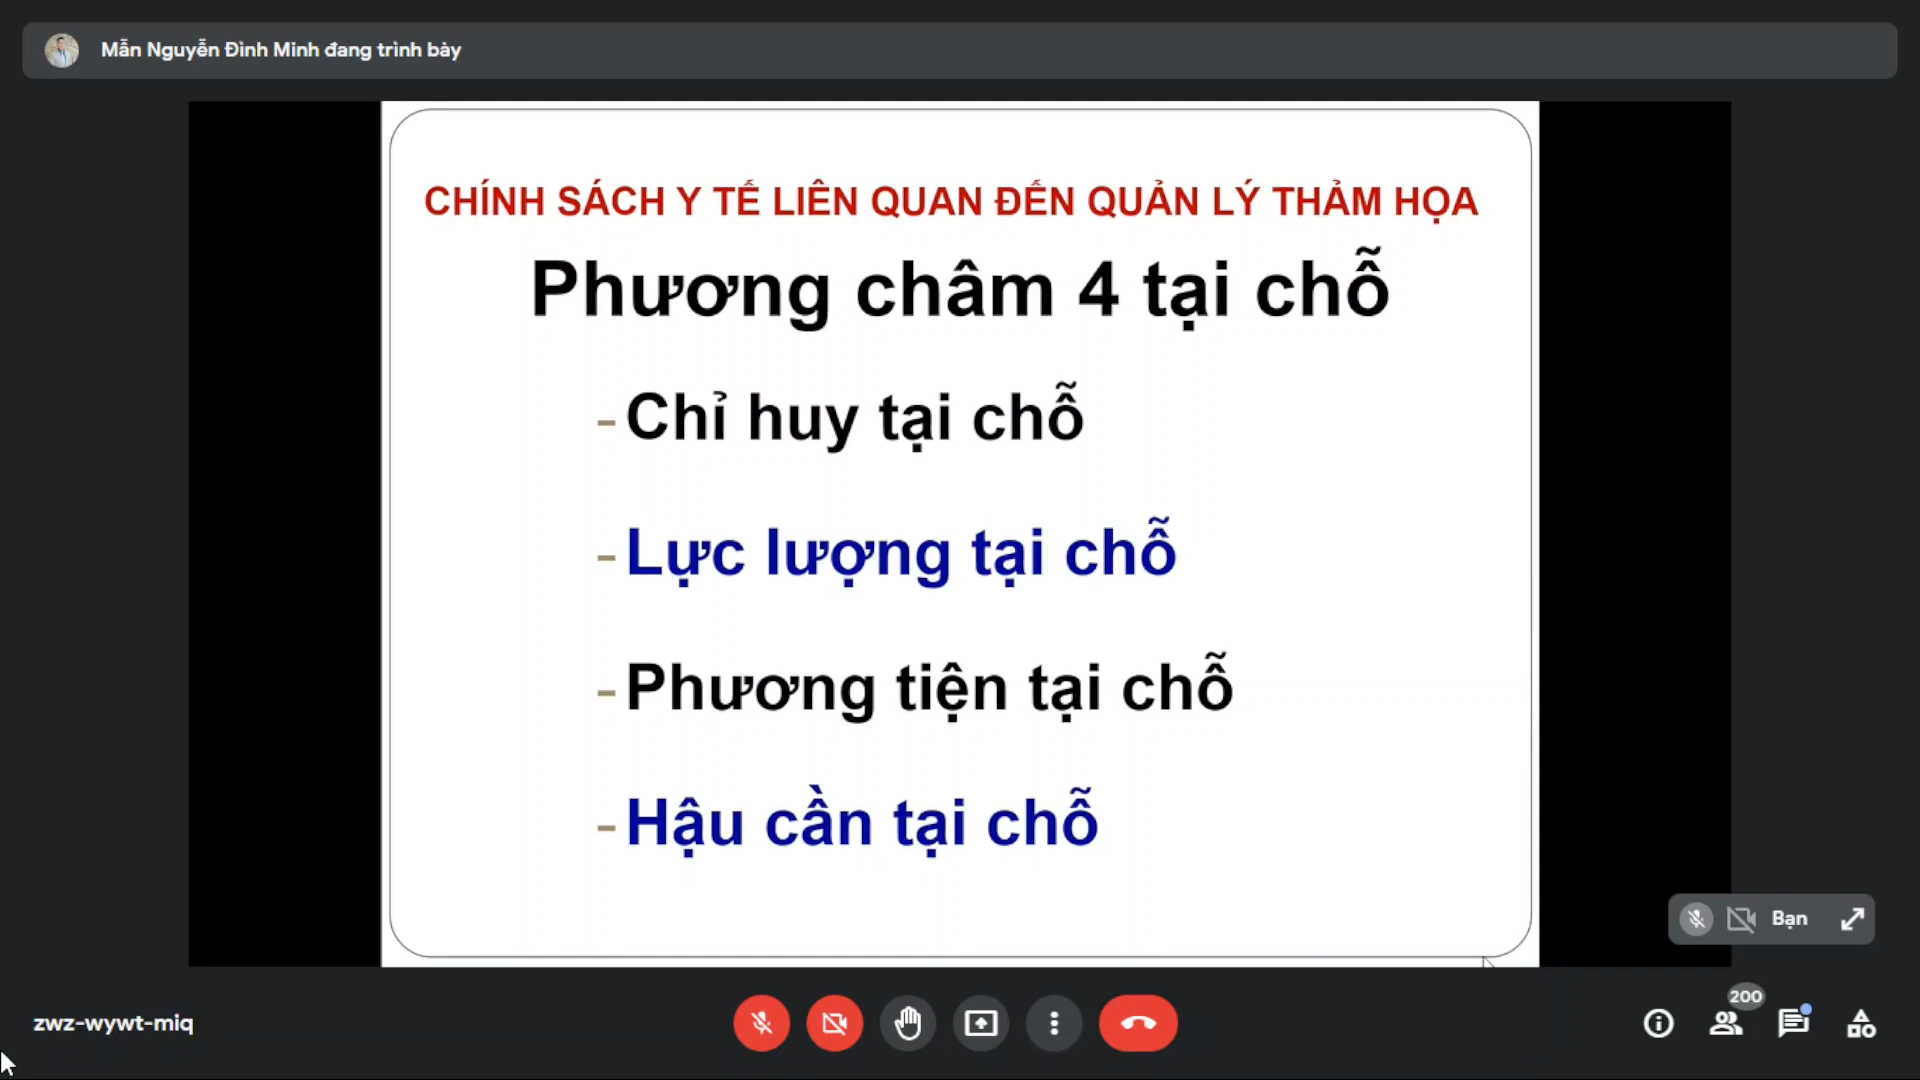 Mẫn Nguyễn Đình Minh đang trình bày
CHÍNH SÁCH Y TẾ LIÊN QUAN ĐẾN QUẢN LÝ THẢM HỌA
Phương châm 4 tại chỗ
- Chỉ huy tại chỗ
- Lực lượng tại chỗ
- Phương tiện tại chỗ
- Hậu cần tại chỗ
Bạn
zwz-wywt-miq
200